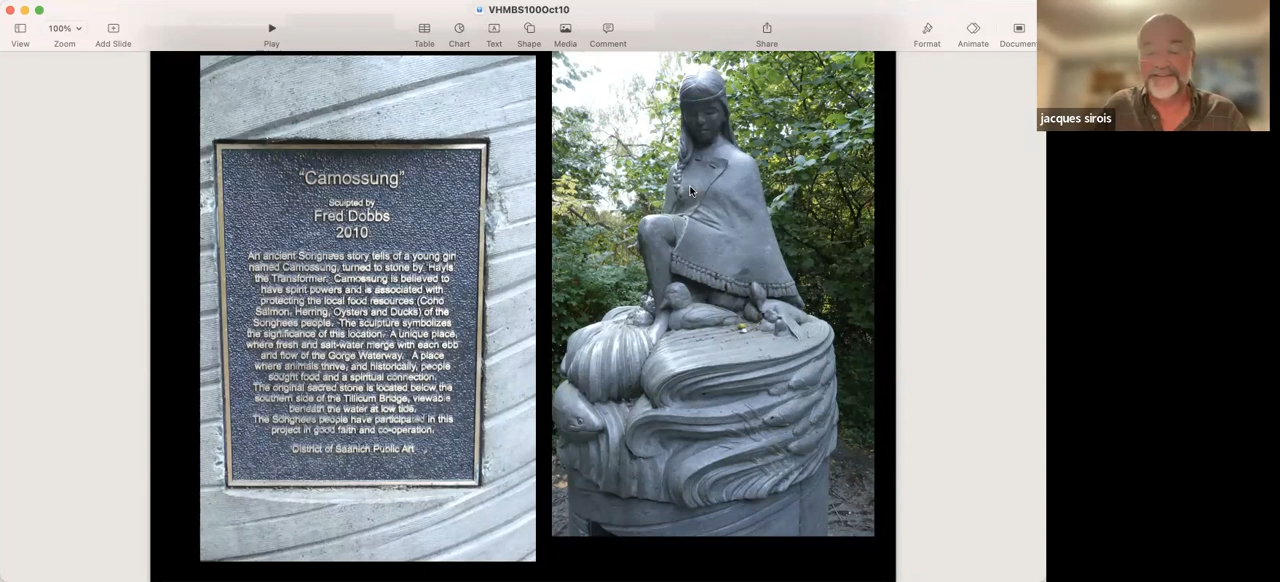 VHMBS100Oct10
100%
View
Zoom
Add Slide
Play
Table
Chart
Text
Shape
Media
Comment
Share
Format
Animate
Documen
jacques sirois
"Camossung"
Sculpted by
Fred Dobbs
2010
An ancient Songhees story tells of a young girl
named Camossung, turned to stone by Hayls
the Transformer. Camossung is believed to
have spirit powers and is associated with
protecting the local food resources (Coho
Salmon, Herring, Oysters and Ducks) of the
Songhees people. The sculpture symbolizes
the significance of this location. A unique place,
where fresh and salt-water merge with each ebb
and flow of the Gorge Waterway. A place
where animals thrive, and historically, people
sought food and a spiritual connection.
The original sacred stone is located below the
southern side of the Tillicum Bridge, viewable
beneath the water at low tide.
The Songhees people have participated in this
project in good faith and co-operation.
District of Saanich Public Art